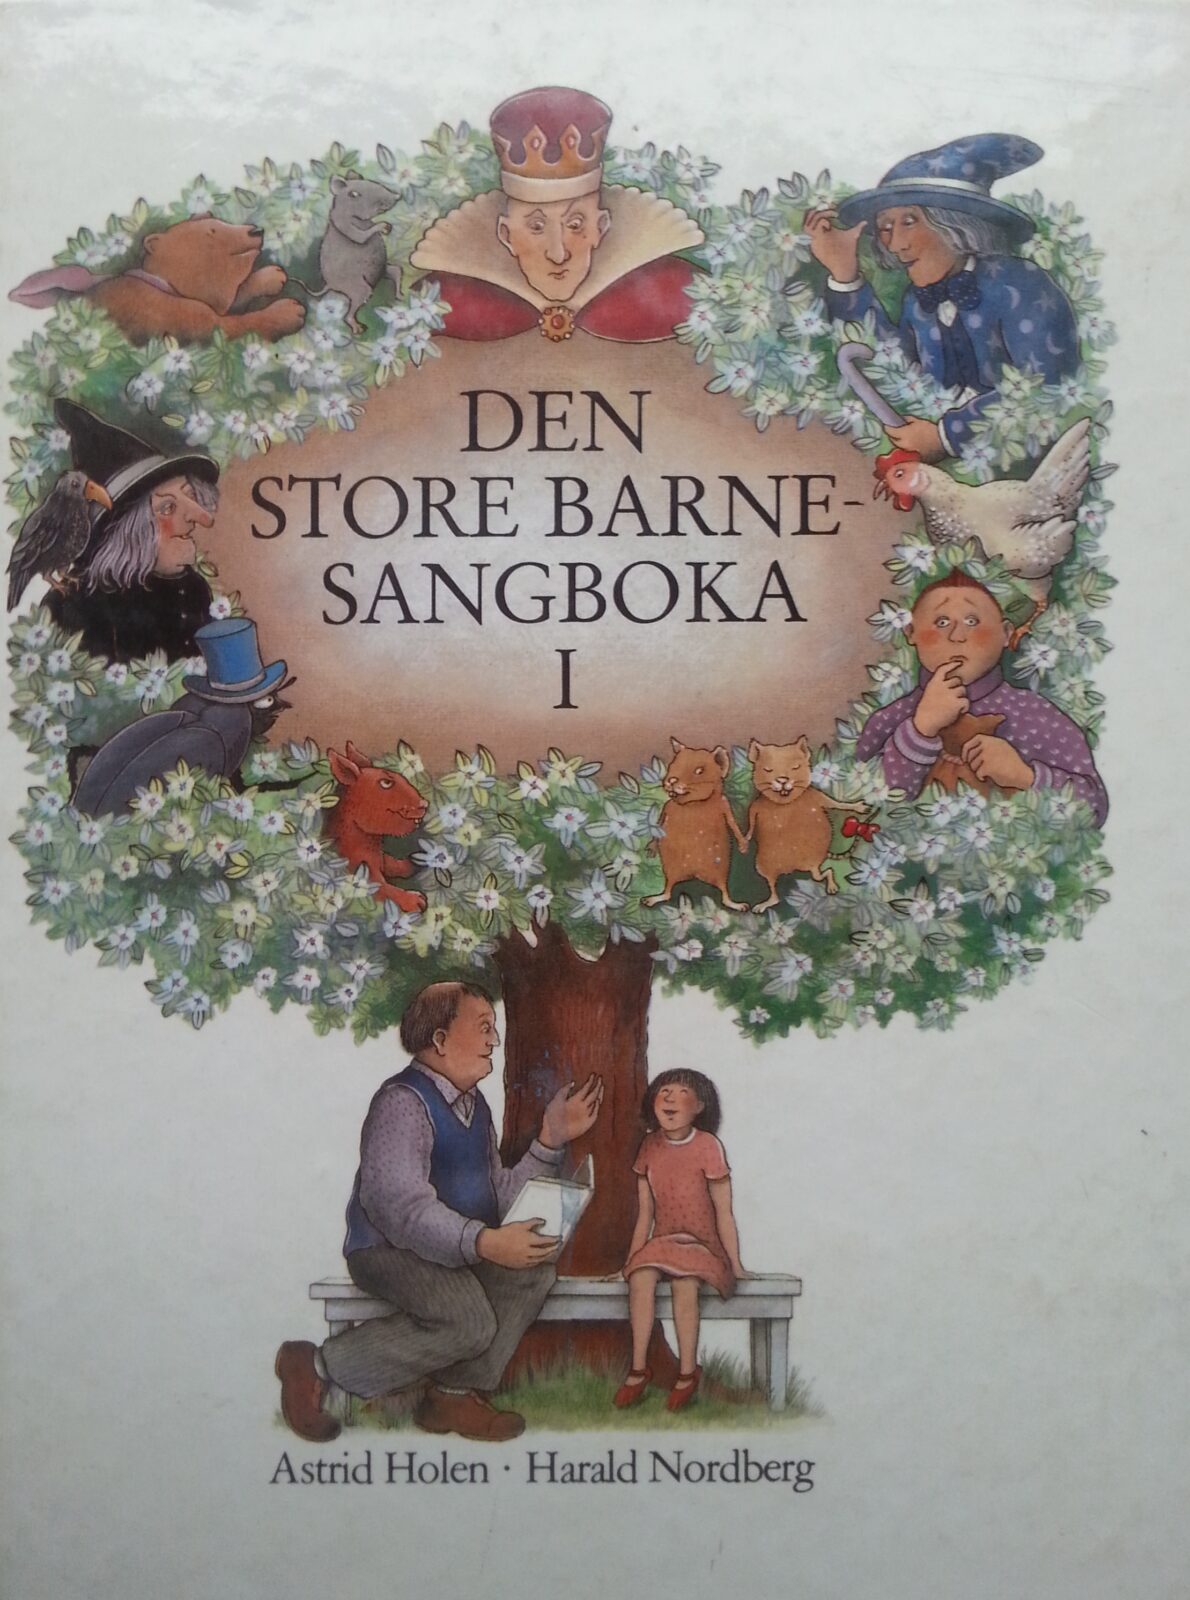 DEN
STORE BARNE-
SANGBOKA
I
Astrid Holen · Harald Nordberg